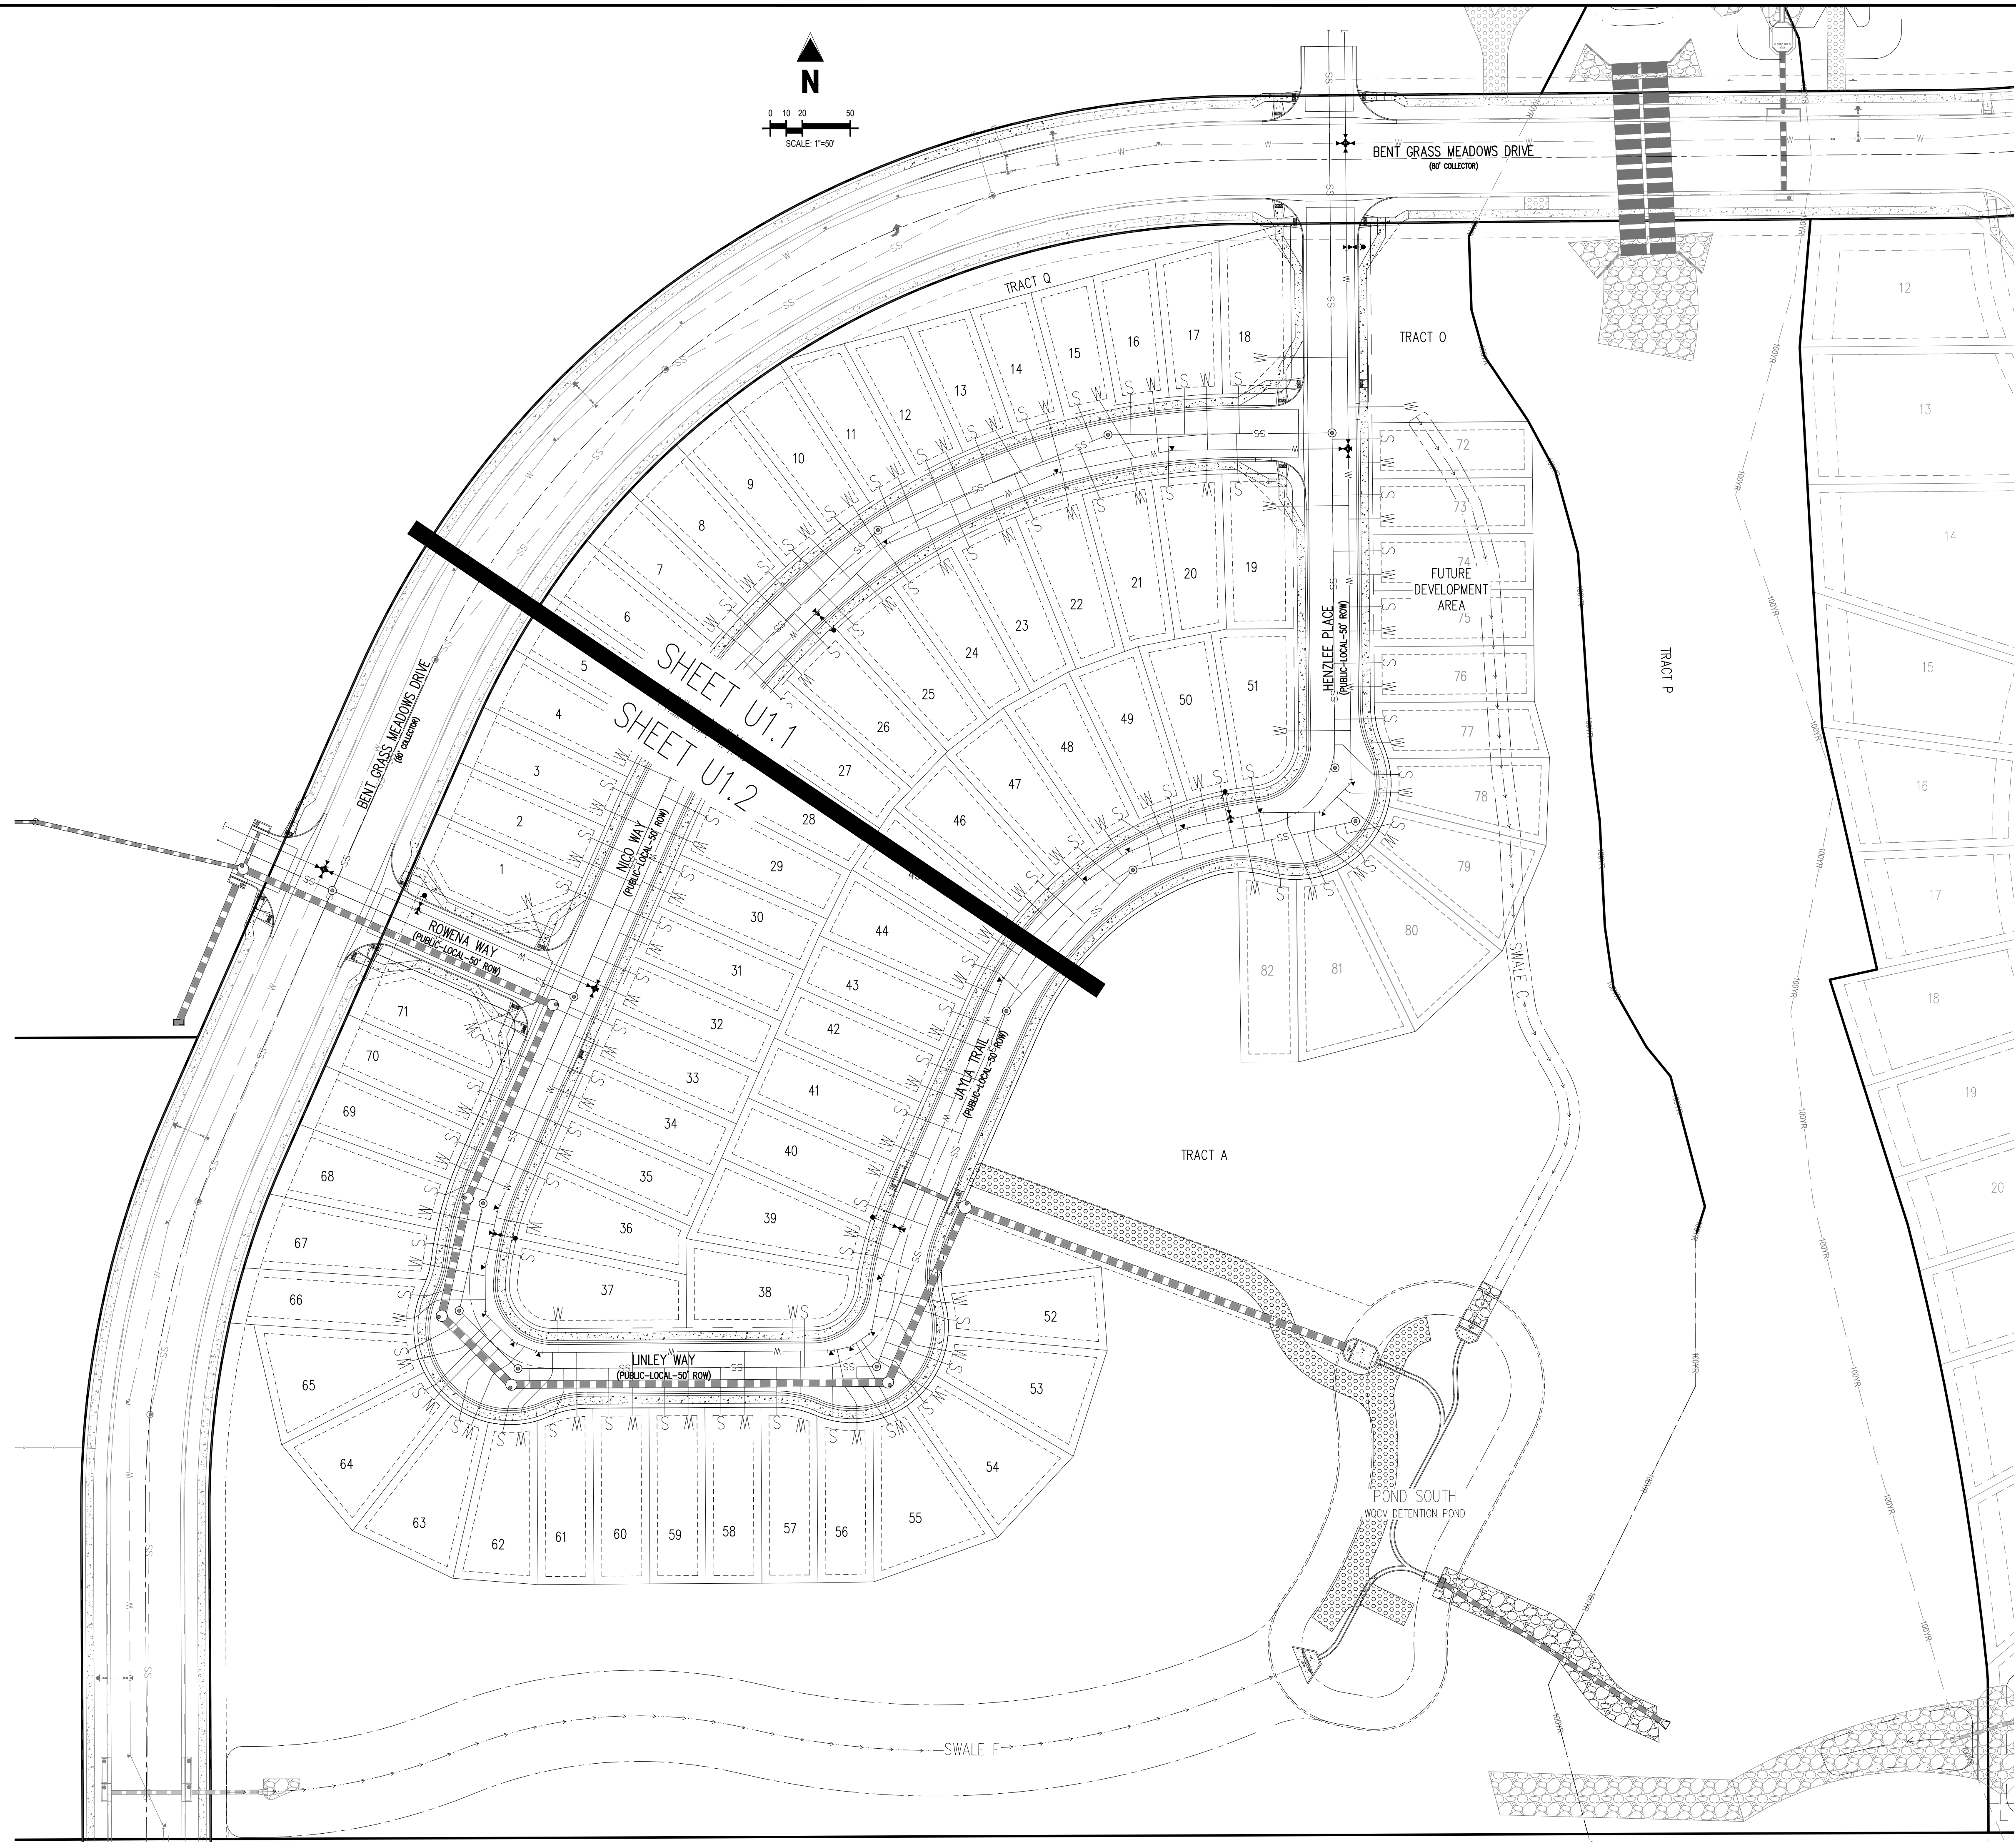 N
0 10 20 50
SCALE: 1"=50'
BENT GRASS MEADOWS DRIVE
(80' COLLECTOR)
TRACT Q
TRACT O
TRACT P
18
17
16
15
14
13
12
11
10
9
8
7
6
5
4
3
2
1
SHEET U1.1
SHEET U1.2
19
20
21
22
23
24
25
26
27
28
29
30
31
32
33
34
35
36
37
38
39
40
41
42
43
44
45
46
47
48
49
50
51
HENZLEE PLACE
(PUBLIC-LOCAL-50' ROW)
72
73
74
FUTURE
DEVELOPMENT
AREA
75
76
77
78
79
80
81
82
SWALE C
BENT GRASS MEADOWS DRIVE
(80' COLLECTOR)
NICO WAY
(PUBLIC-LOCAL-50' ROW)
ROWENA WAY
(PUBLIC-LOCAL-50' ROW)
JAYLA TRAIL
(PUBLIC-LOCAL-50' ROW)
TRACT A
71
70
69
68
67
66
65
64
63
62
61
60
59
58
57
56
55
54
53
52
LINLEY WAY
(PUBLIC-LOCAL-50' ROW)
POND SOUTH
WQCV DETENTION POND
SWALE F
12
13
14
15
16
17
18
19
20
100YR
SS
W
S